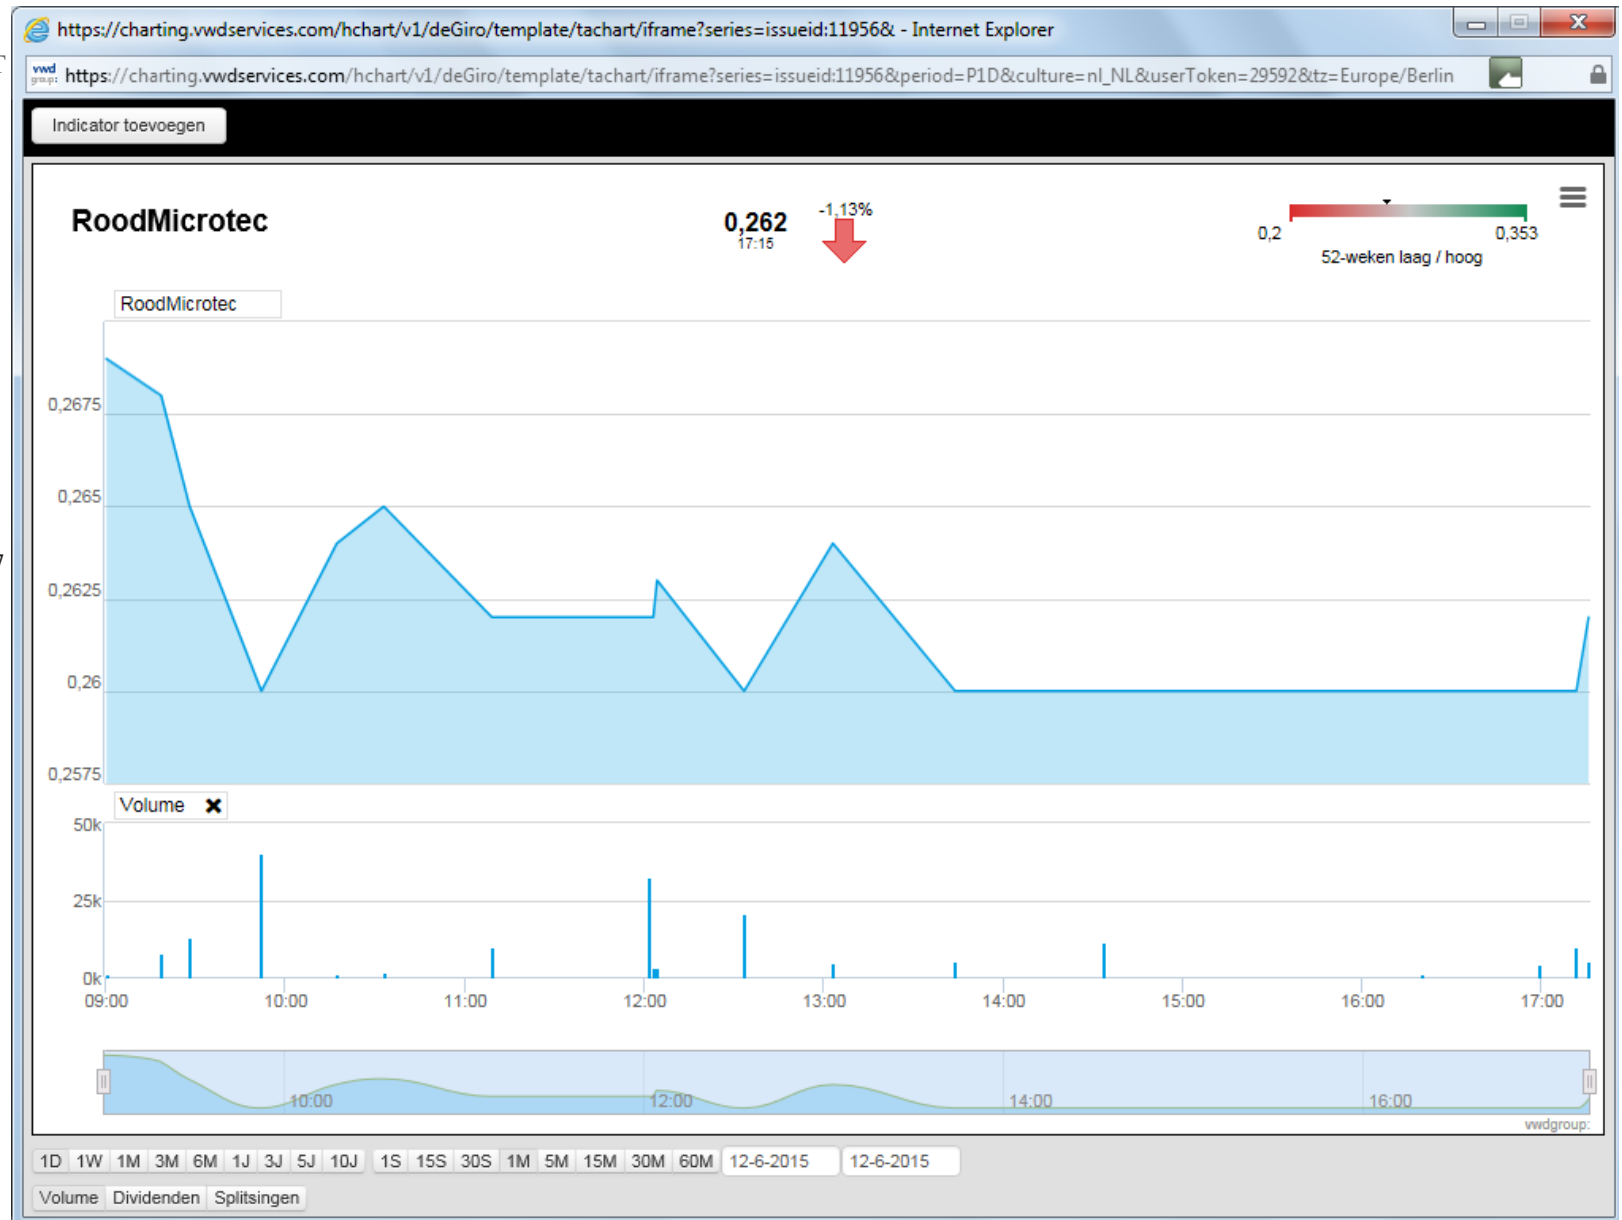 https://charting.vwdservices.com/hchart/v1/deGiro/template/tachart/iframe?series=issueid:11956& - Internet Explorer
vwd group: https://charting.vwdservices.com/hchart/v1/deGiro/template/tachart/iframe?series=issueid:11956&period=P1D&culture=nl_NL&userToken=29592&tz=Europe/Berlin
Indicator toevoegen
RoodMicrotec
0,262
17:15
-1,13%
0,2 0,353
52-weken laag / hoog
RoodMicrotec
0,2675
0,265
0,2625
0,26
0,2575
Volume
50k
25k
0k
09:00 10:00 11:00 12:00 13:00 14:00 15:00 16:00 17:00
10:00 12:00 14:00 16:00
vwdgroup:
1D 1W 1M 3M 6M 1J 3J 5J 10J 1S 15S 30S 1M 5M 15M 30M 60M 12-6-2015 12-6-2015
Volume Dividenden Splitsingen